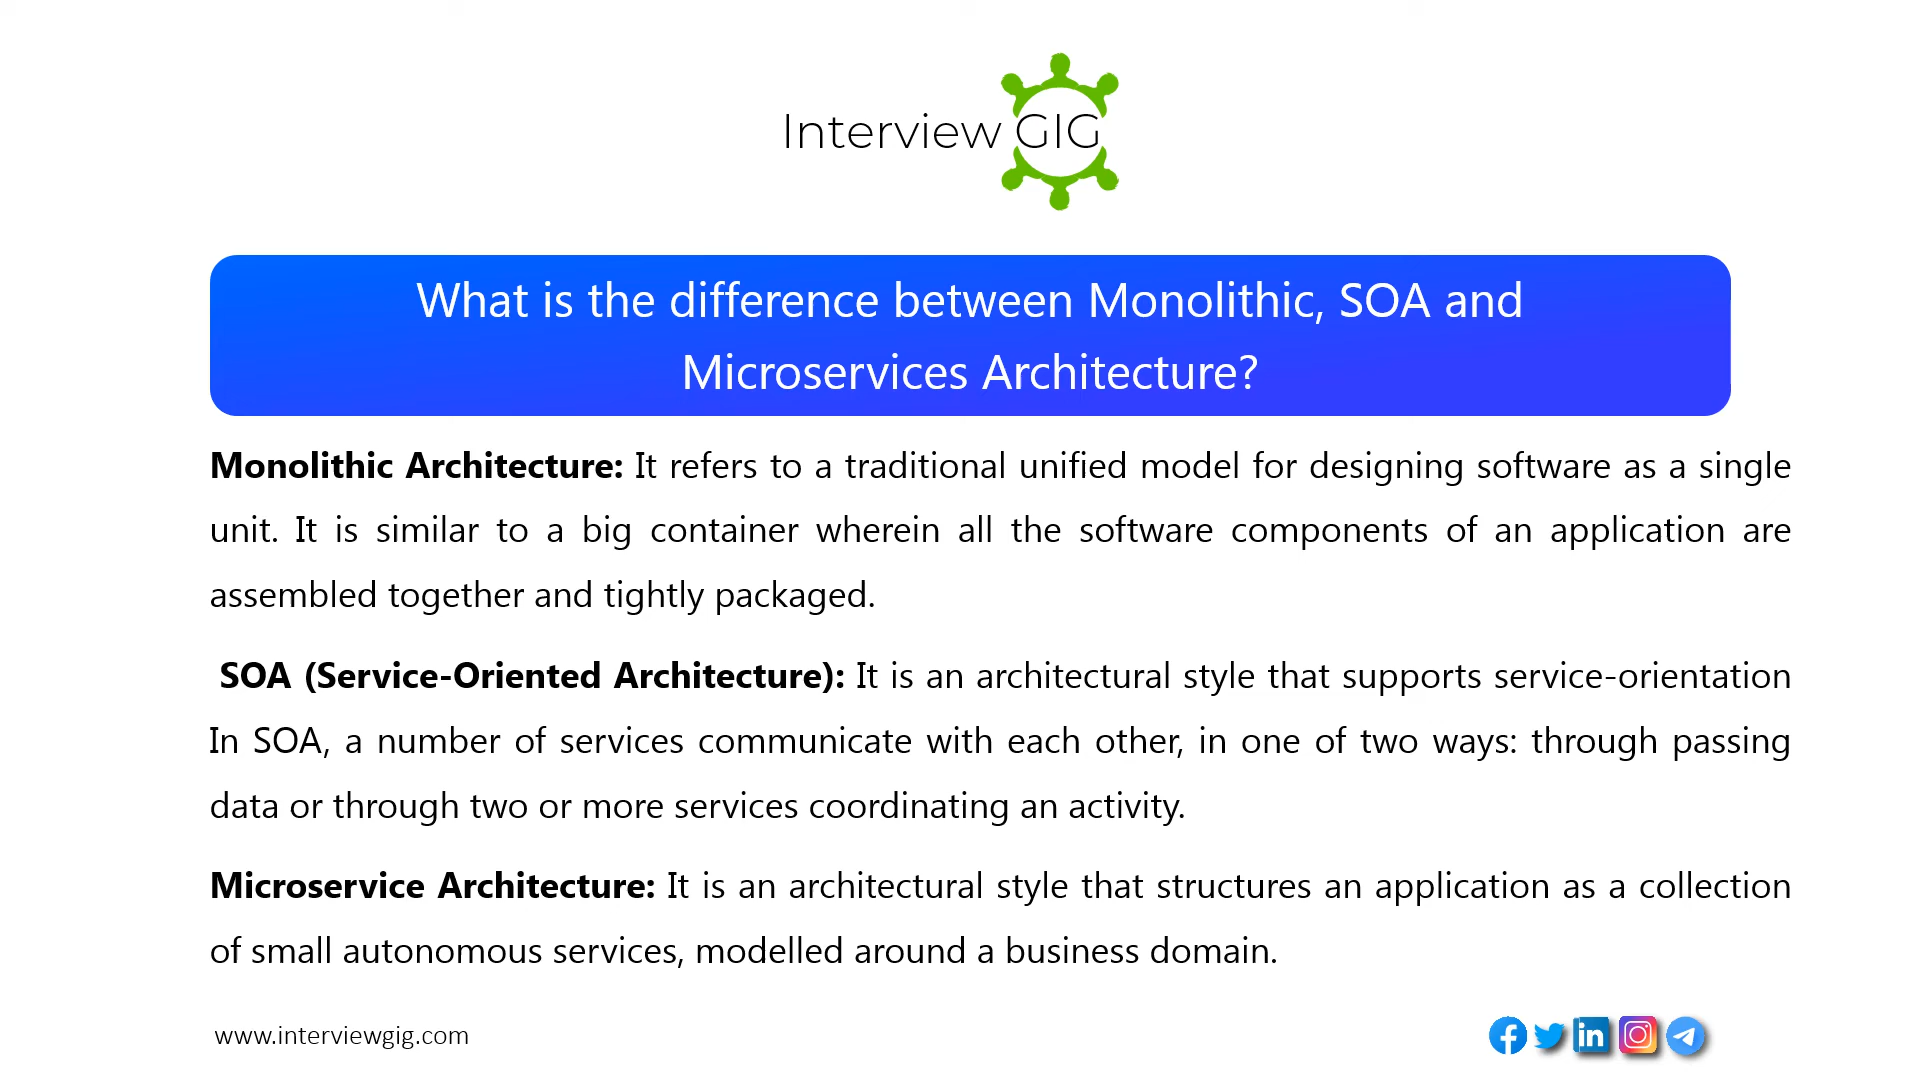 Interview GIG
What is the difference between Monolithic, SOA and
Microservices Architecture?
Monolithic Architecture: It refers to a traditional unified model for designing software as a single
unit. It is similar to a big container wherein all the software components of an application are
assembled together and tightly packaged.
SOA (Service-Oriented Architecture): It is an architectural style that supports service-orientation
In SOA, a number of services communicate with each other, in one of two ways: through passing
data or through two or more services coordinating an activity.
Microservice Architecture: It is an architectural style that structures an application as a collection
of small autonomous services, modelled around a business domain.
www.interviewgig.com